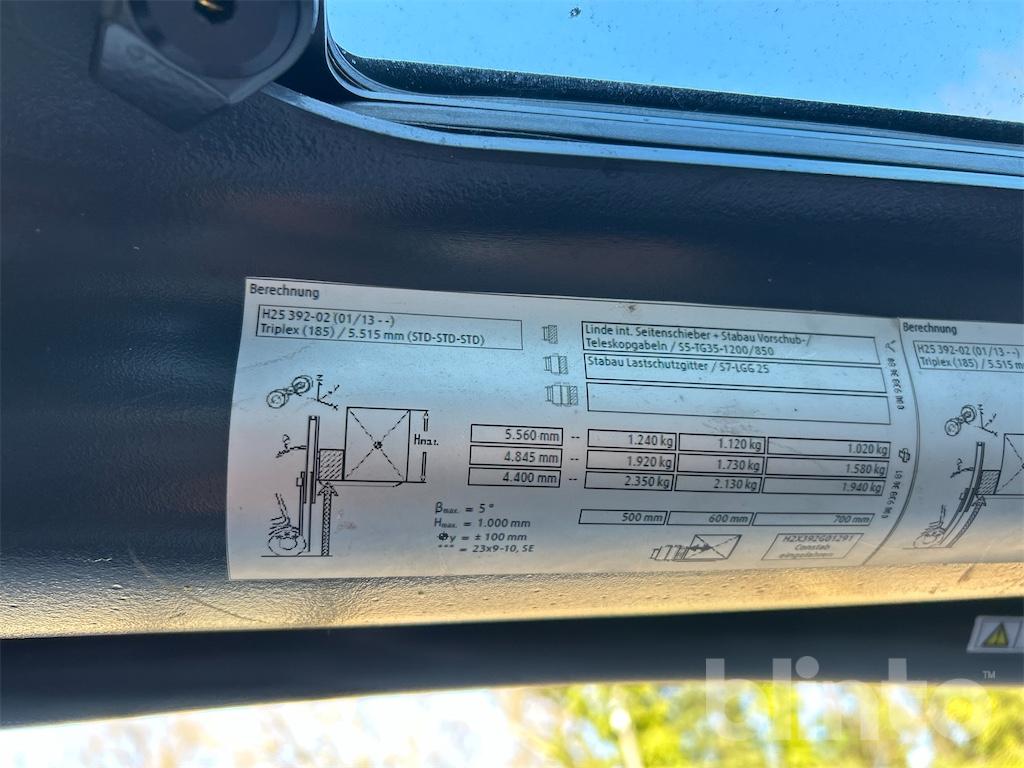 Berechnung
H25 392-02 (01/13 - -)
Triplex (185) / 5.515 mm (STD-STD-STD)
Linde int. Seitenschieber + Stabau Vorschub-/
Teleskopgabeln / S5-TG35-1200/850
Stabau Lastschutzgitter / S7-LGG 25
Hmax.
5.560 mm -- 1.240 kg 1.120 kg 1.020 kg
4.845 mm -- 1.920 kg 1.730 kg 1.580 kg
4.400 mm -- 2.350 kg 2.130 kg 1.940 kg
500 mm 600 mm 700 mm
βmax. = 5 °
Hmax. = 1.000 mm
y = ± 100 mm
*** = 23x9-10, SE
H2X392G01291
Constab
eingefahren
Berechnung
H25 392-02 (01/13 - -)
Triplex (185) / 5.515 m
blinto™